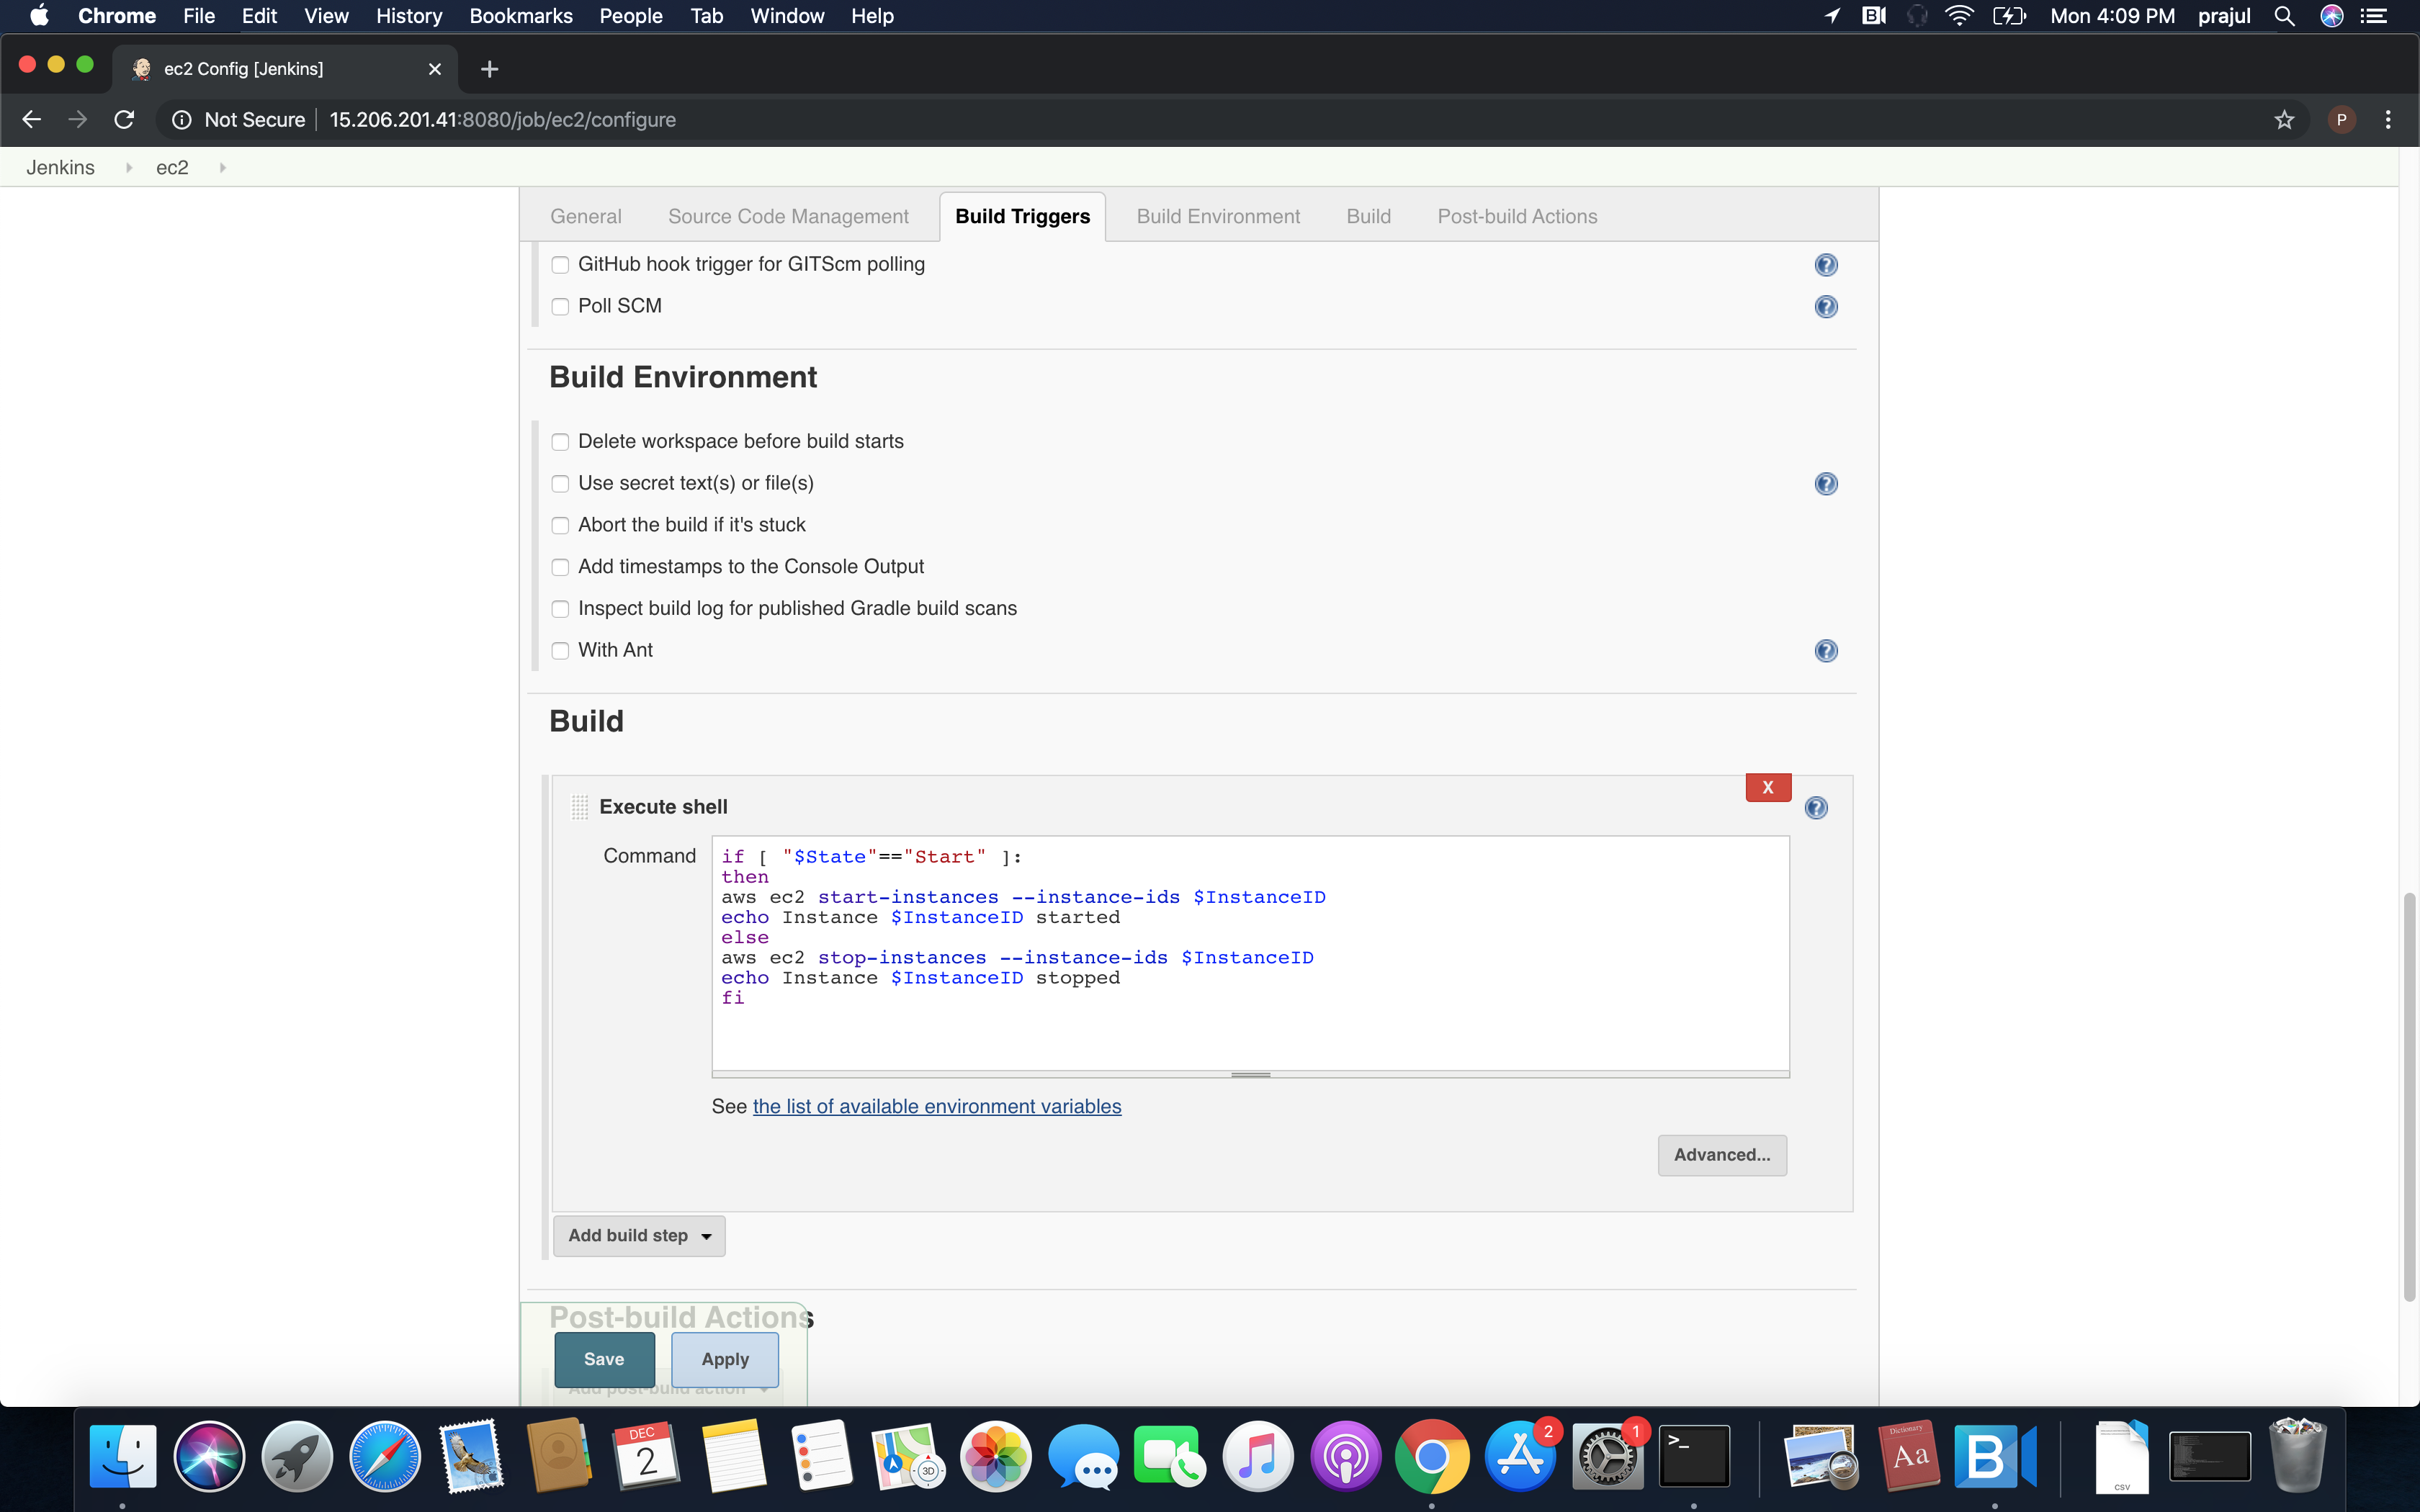 Chrome File Edit View History Bookmarks People Tab Window Help Mon 4:09 PM prajul
ec2 Config [Jenkins]
Not Secure 15.206.201.41:8080/job/ec2/configure P
Jenkins ec2
General Source Code Management Build Triggers Build Environment Build Post-build Actions
GitHub hook trigger for GITScm polling
Poll SCM
Build Environment
Delete workspace before build starts
Use secret text(s) or file(s)
Abort the build if it's stuck
Add timestamps to the Console Output
Inspect build log for published Gradle build scans
With Ant
Build
X
Execute shell
Command
if [ "$State"=="Start" ]:
then
aws ec2 start-instances --instance-ids $InstanceID
echo Instance $InstanceID started
else
aws ec2 stop-instances --instance-ids $InstanceID
echo Instance $InstanceID stopped
fi
See the list of available environment variables
Advanced...
Add build step
Post-build Actions
Save Apply
Add post-build action
DEC
2
3D
2
1
>_
Dictionary
Aa
B
CSV